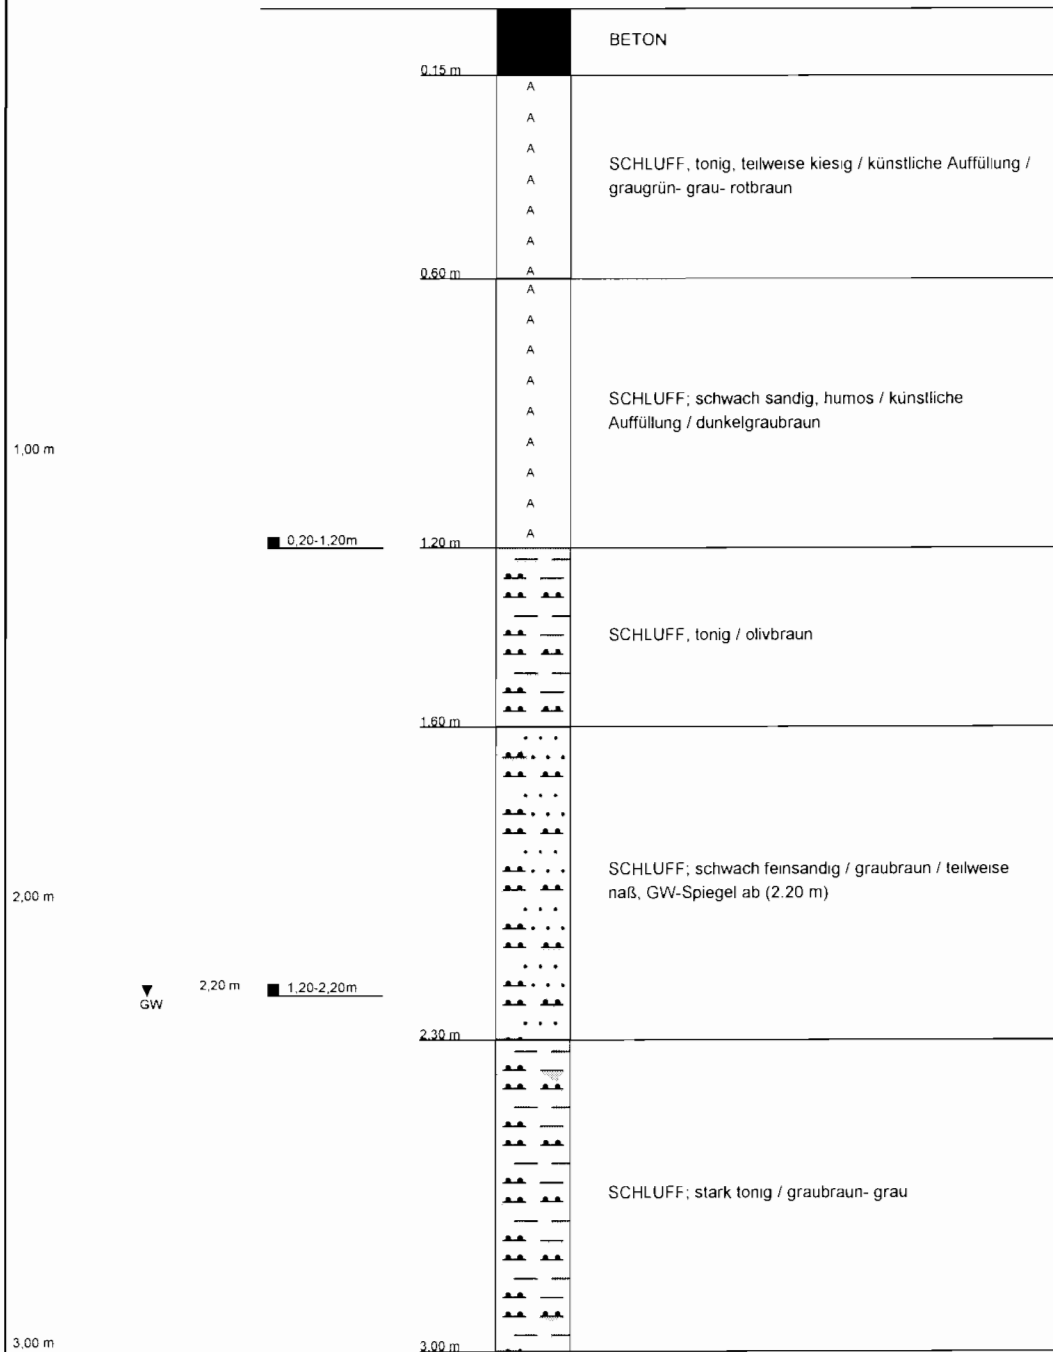 BETON
0.15 m
A
A
A
A
A
A
A
SCHLUFF, tonig, teilweise kiesig / künstliche Auffüllung /
graugrün- grau- rotbraun
0.60 m
A
A
A
A
A
A
A
A
A
SCHLUFF; schwach sandig, humos / künstliche
Auffüllung / dunkelgraubraun
1,00 m
0,20-1,20m
1.20 m
SCHLUFF, tonig / olivbraun
1.60 m
SCHLUFF; schwach feinsandig / graubraun / teilweise
naß, GW-Spiegel ab (2.20 m)
2,00 m
GW
2,20 m
1,20-2,20m
2.30 m
SCHLUFF; stark tonig / graubraun- grau
3,00 m
3.00 m